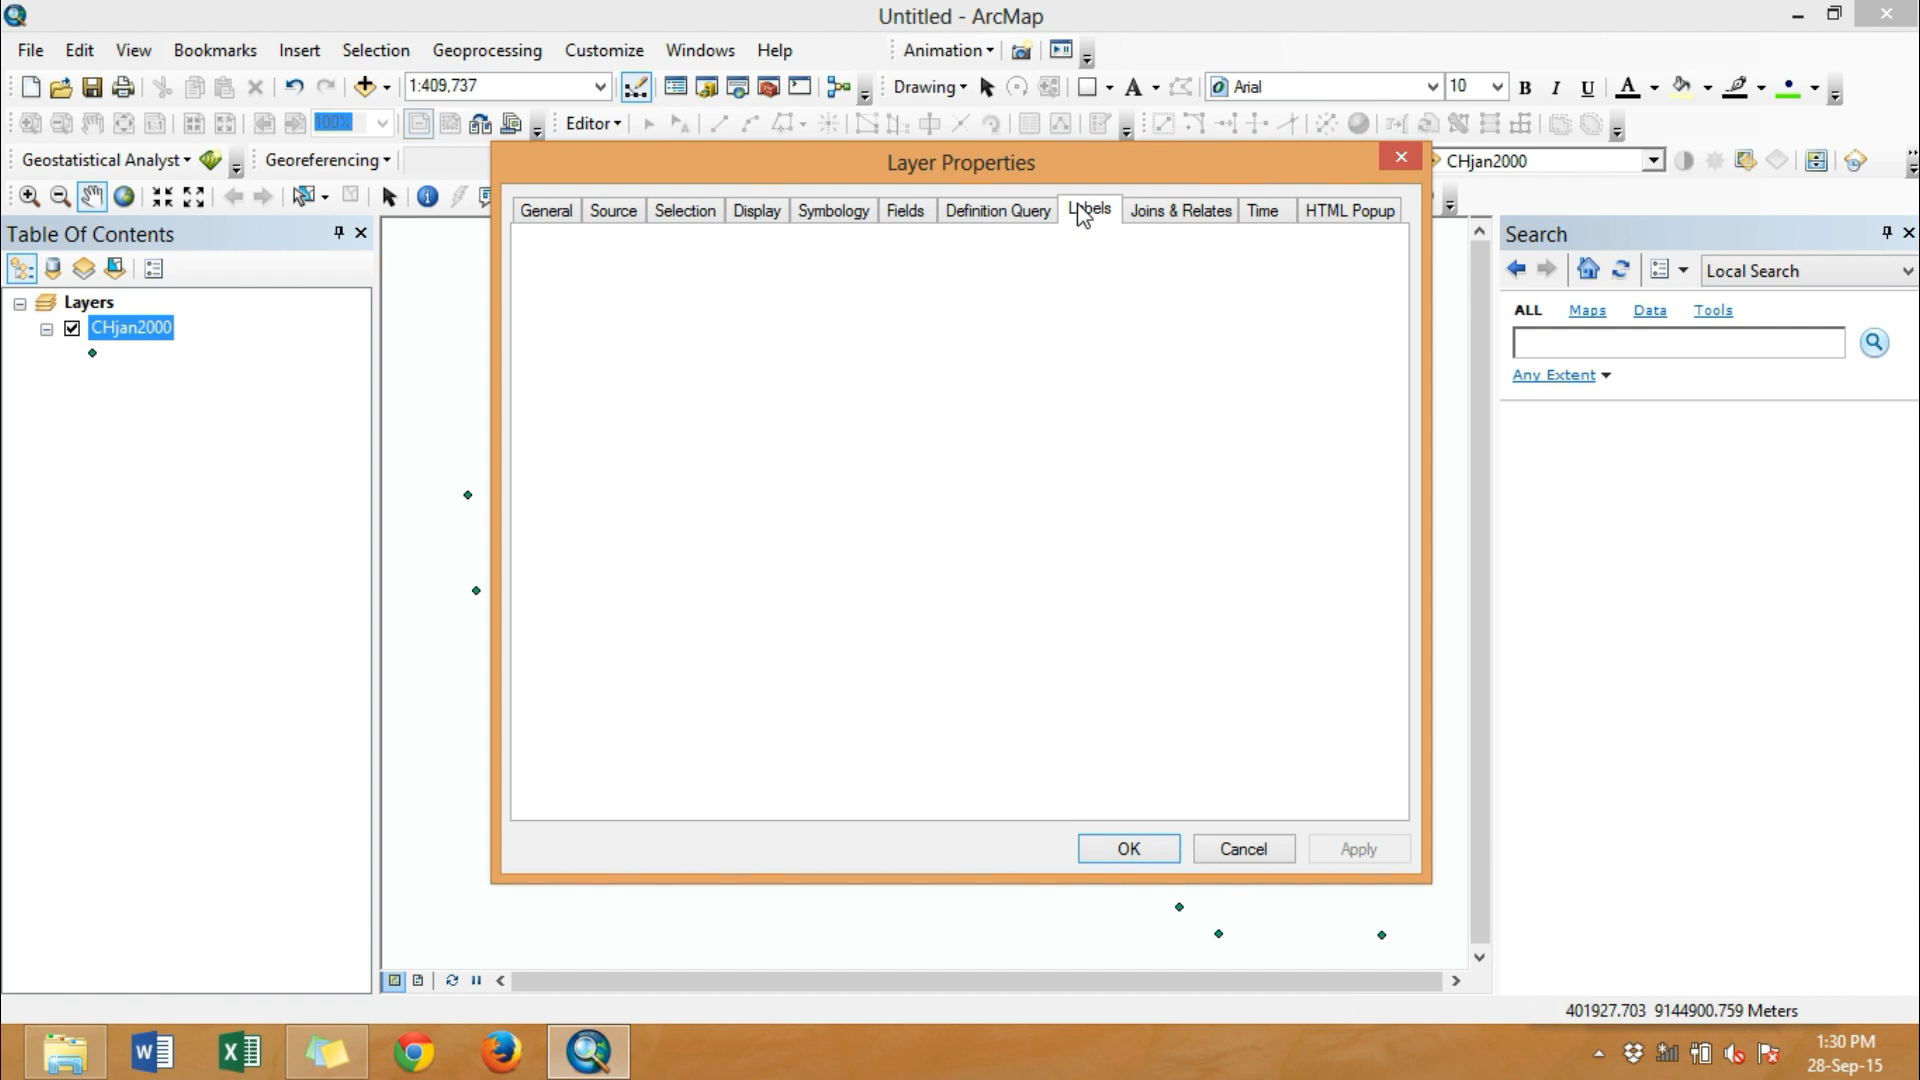 Untitled - ArcMap
File Edit View Bookmarks Insert Selection Geoprocessing Customize Windows Help Animation
1:409,737 Drawing A Arial 10 B I U A
100% Editor
Geostatistical Analyst Georeferencing Layer Properties CHjan2000
General Source Selection Display Symbology Fields Definition Query Labels Joins & Relates Time HTML Popup
Table Of Contents
Layers
CHjan2000
OK Cancel Apply
Search
Local Search
ALL Maps Data Tools
Any Extent
401927.703 9144900.759 Meters
1:30 PM
28-Sep-15